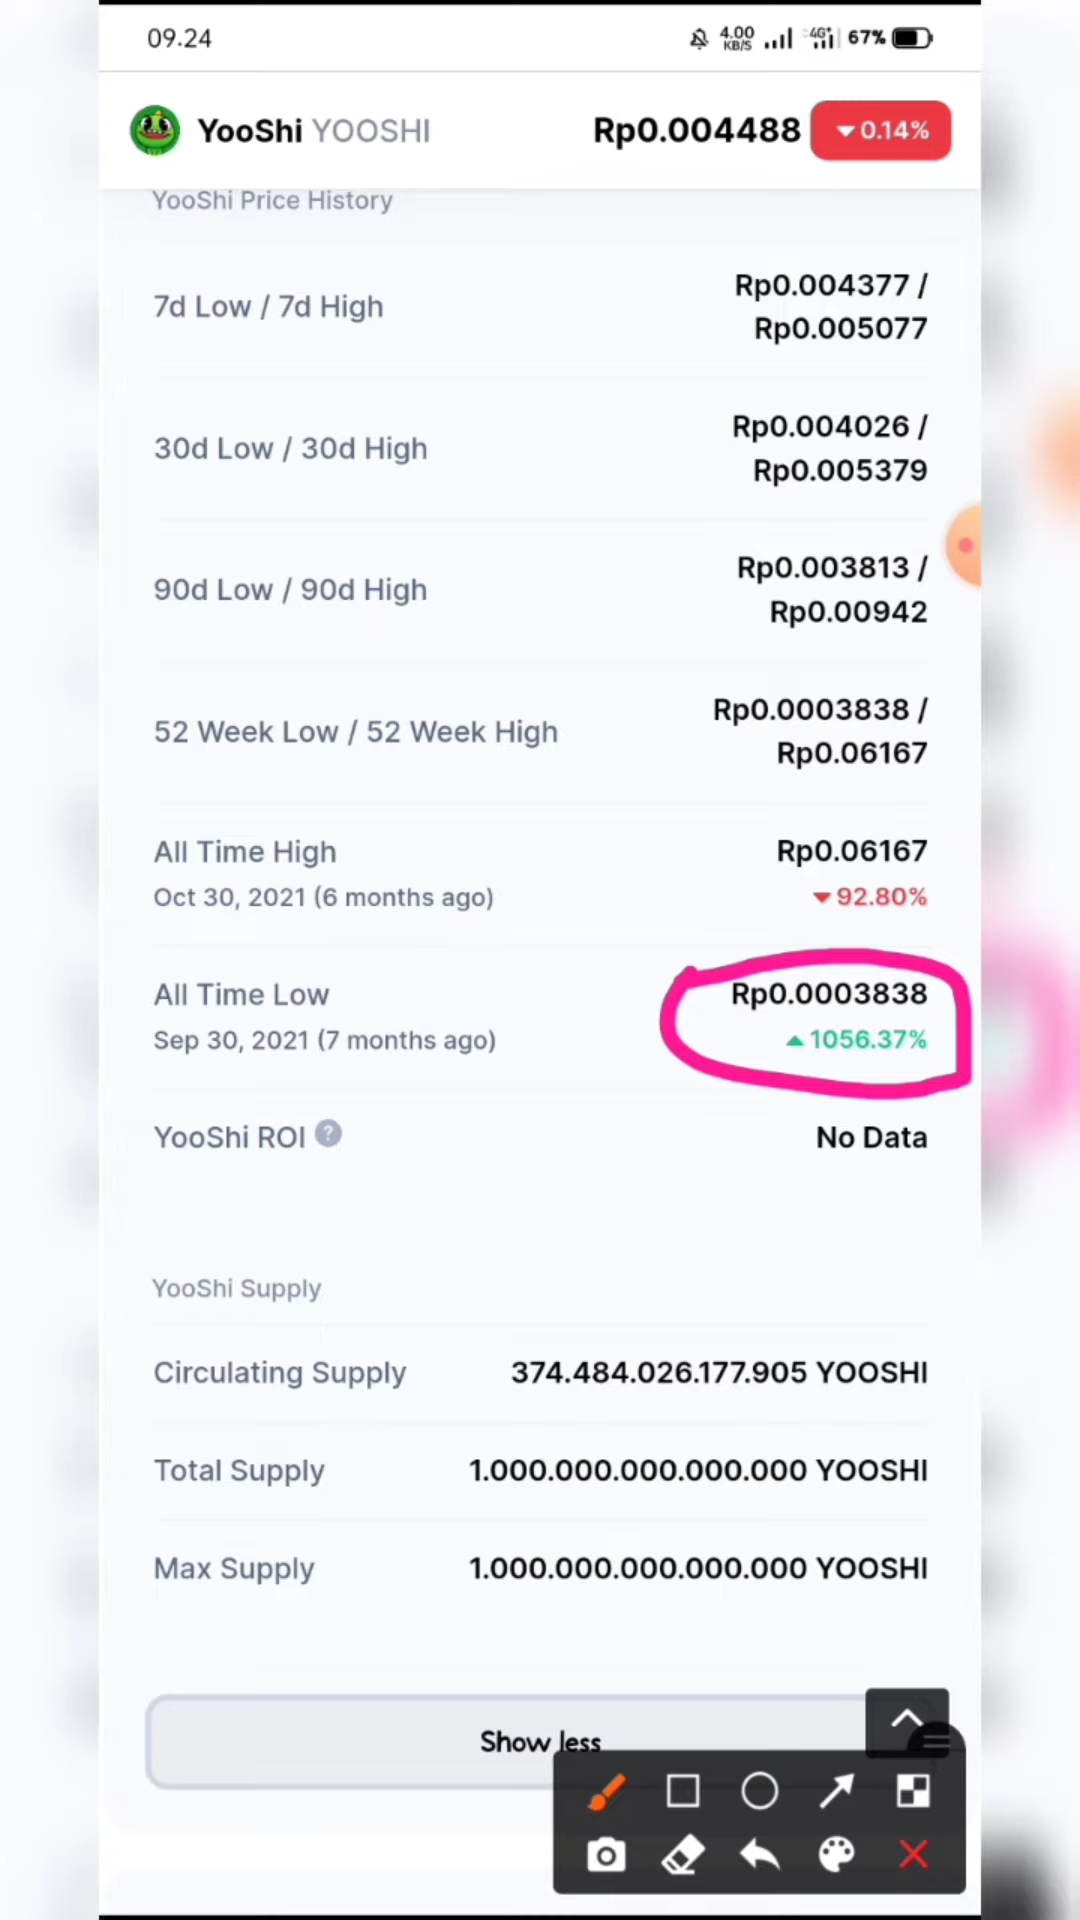 09.24 4.00 KB/S 4G+ 67%
YooShi YOOSHI Rp0.004488 ▼0.14%
YooShi Price History
7d Low / 7d High Rp0.004377 /
Rp0.005077
30d Low / 30d High Rp0.004026 /
Rp0.005379
90d Low / 90d High Rp0.003813 /
Rp0.00942
52 Week Low / 52 Week High Rp0.0003838 /
Rp0.06167
All Time High Rp0.06167
Oct 30, 2021 (6 months ago) ▼92.80%
All Time Low Rp0.0003838
Sep 30, 2021 (7 months ago) ▲1056.37%
YooShi ROI ? No Data
YooShi Supply
Circulating Supply 374.484.026.177.905 YOOSHI
Total Supply 1.000.000.000.000.000 YOOSHI
Max Supply 1.000.000.000.000.000 YOOSHI
Show less